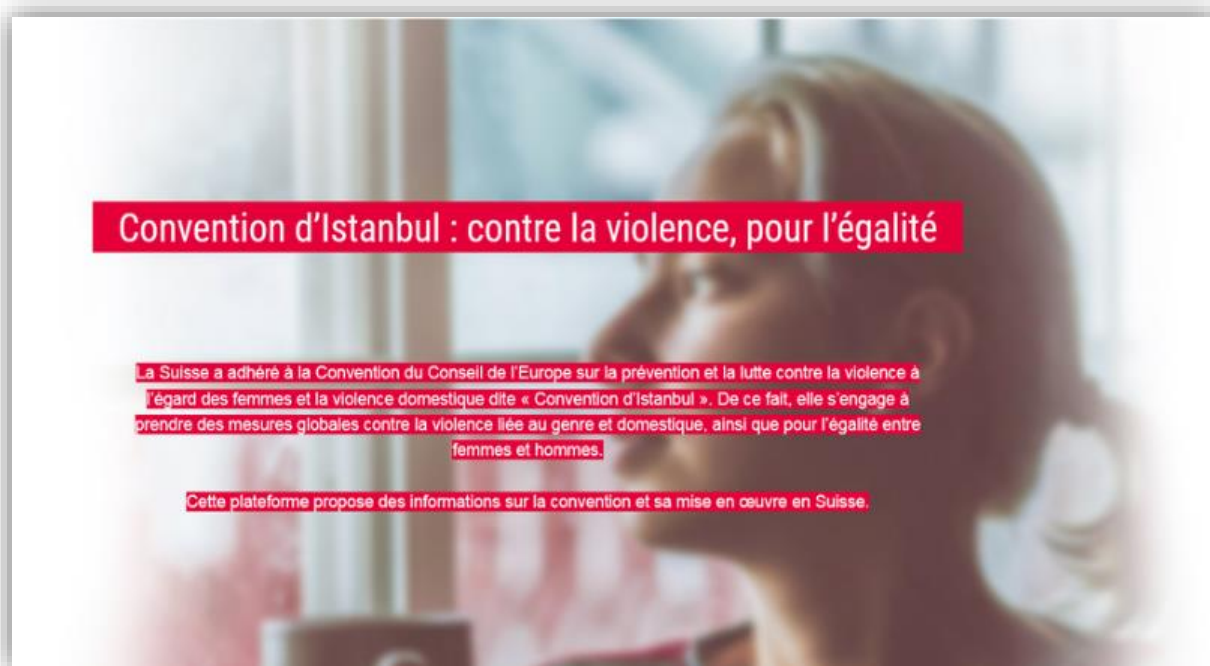 Convention d’Istanbul : contre la violence, pour l’égalité
La Suisse a adhéré à la Convention du Conseil de l’Europe sur la prévention et la lutte contre la violence à
l’égard des femmes et la violence domestique dite « Convention d’Istanbul ». De ce fait, elle s’engage à
prendre des mesures globales contre la violence liée au genre et domestique, ainsi que pour l’égalité entre
femmes et hommes.
Cette plateforme propose des informations sur la convention et sa mise en œuvre en Suisse.